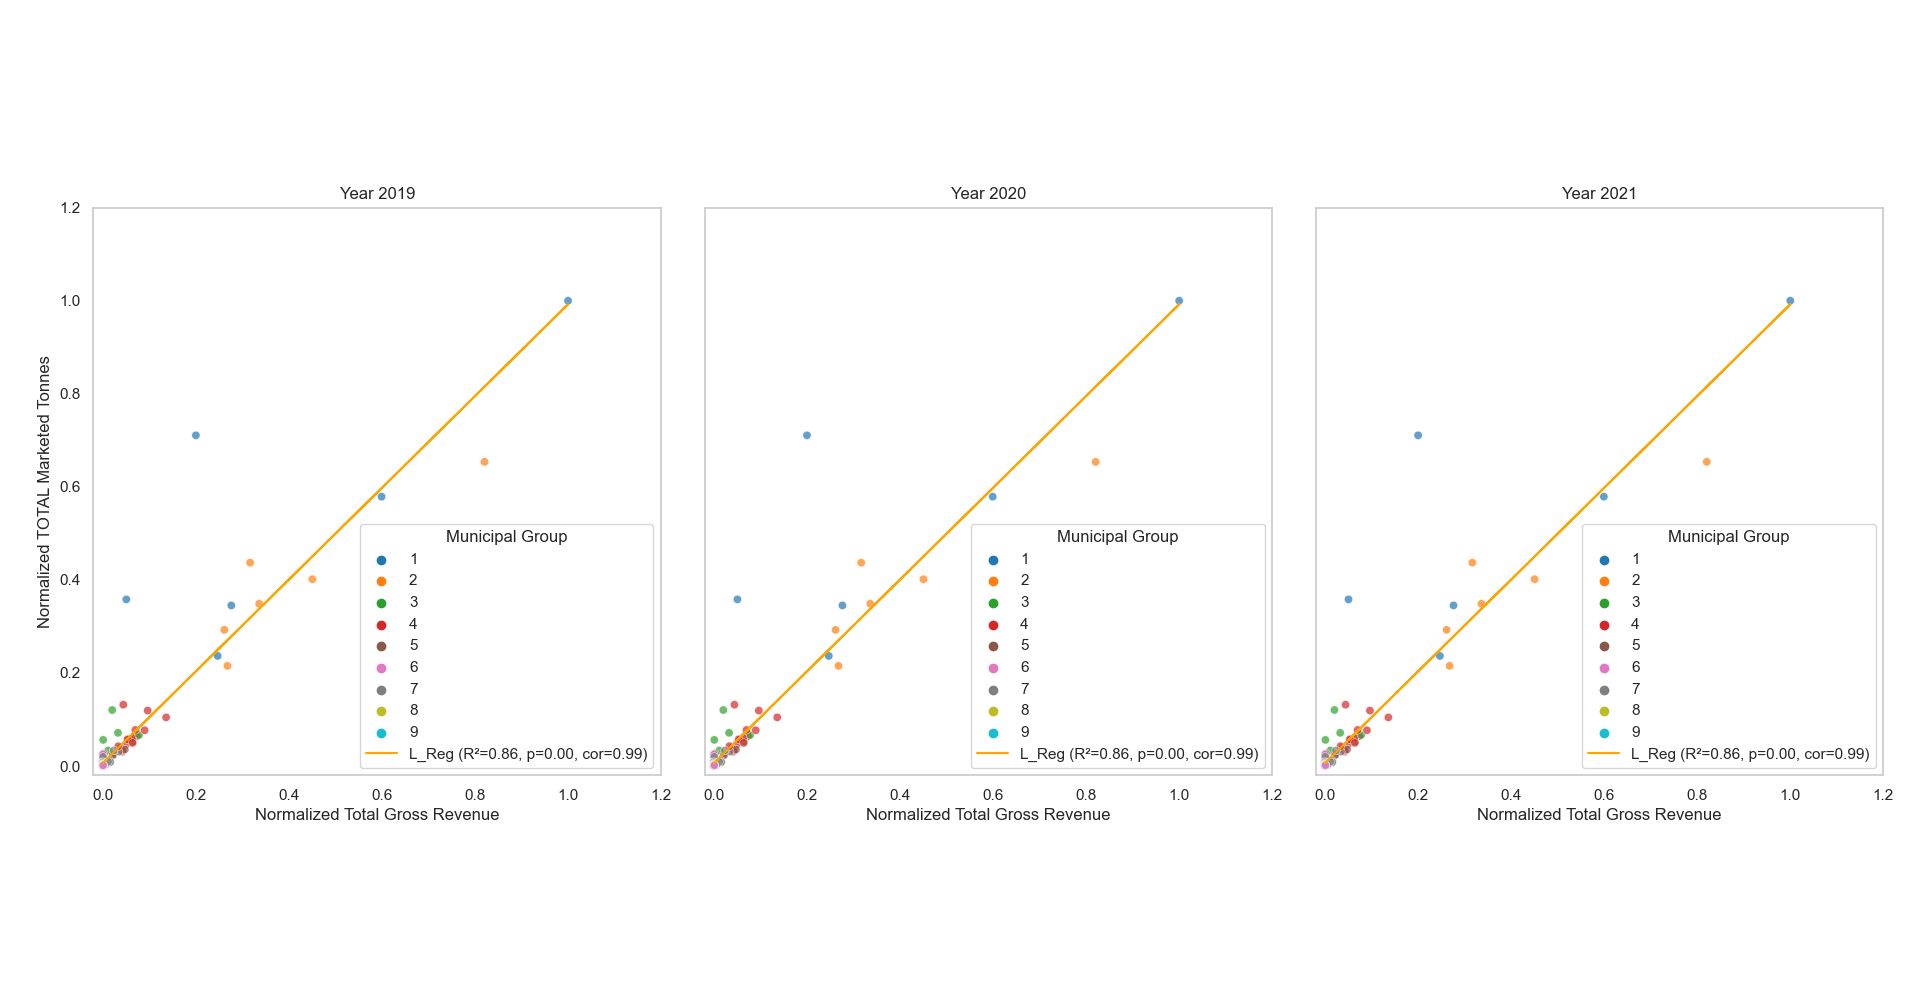 Year 2019
Year 2020
Year 2021
Normalized TOTAL Marketed Tonnes
1.2
1.0
0.8
0.6
0.4
0.2
0.0
Municipal Group
1
2
3
4
5
6
7
8
9
L_Reg (R²=0.86, p=0.00, cor=0.99)
0.0 0.2 0.4 0.6 0.8 1.0 1.2
Normalized Total Gross Revenue
Municipal Group
1
2
3
4
5
6
7
8
9
L_Reg (R²=0.86, p=0.00, cor=0.99)
0.0 0.2 0.4 0.6 0.8 1.0 1.2
Normalized Total Gross Revenue
Municipal Group
1
2
3
4
5
6
7
8
9
L_Reg (R²=0.86, p=0.00, cor=0.99)
0.0 0.2 0.4 0.6 0.8 1.0 1.2
Normalized Total Gross Revenue